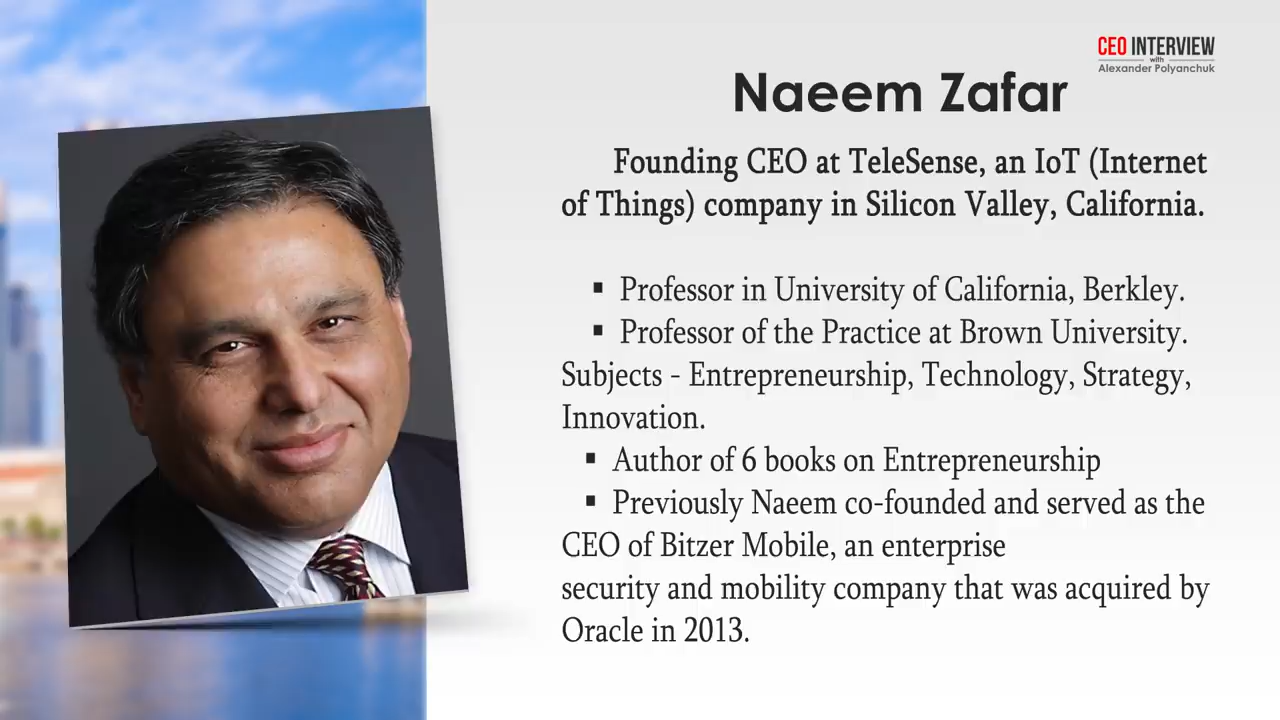 CEO INTERVIEW
with
Alexander Polyanchuk
Naeem Zafar
Founding CEO at TeleSense, an IoT (Internet
of Things) company in Silicon Valley, California.
▪ Professor in University of California, Berkley.
▪ Professor of the Practice at Brown University.
Subjects - Entrepreneurship, Technology, Strategy,
Innovation.
▪ Author of 6 books on Entrepreneurship
▪ Previously Naeem co-founded and served as the
CEO of Bitzer Mobile, an enterprise
security and mobility company that was acquired by
Oracle in 2013.